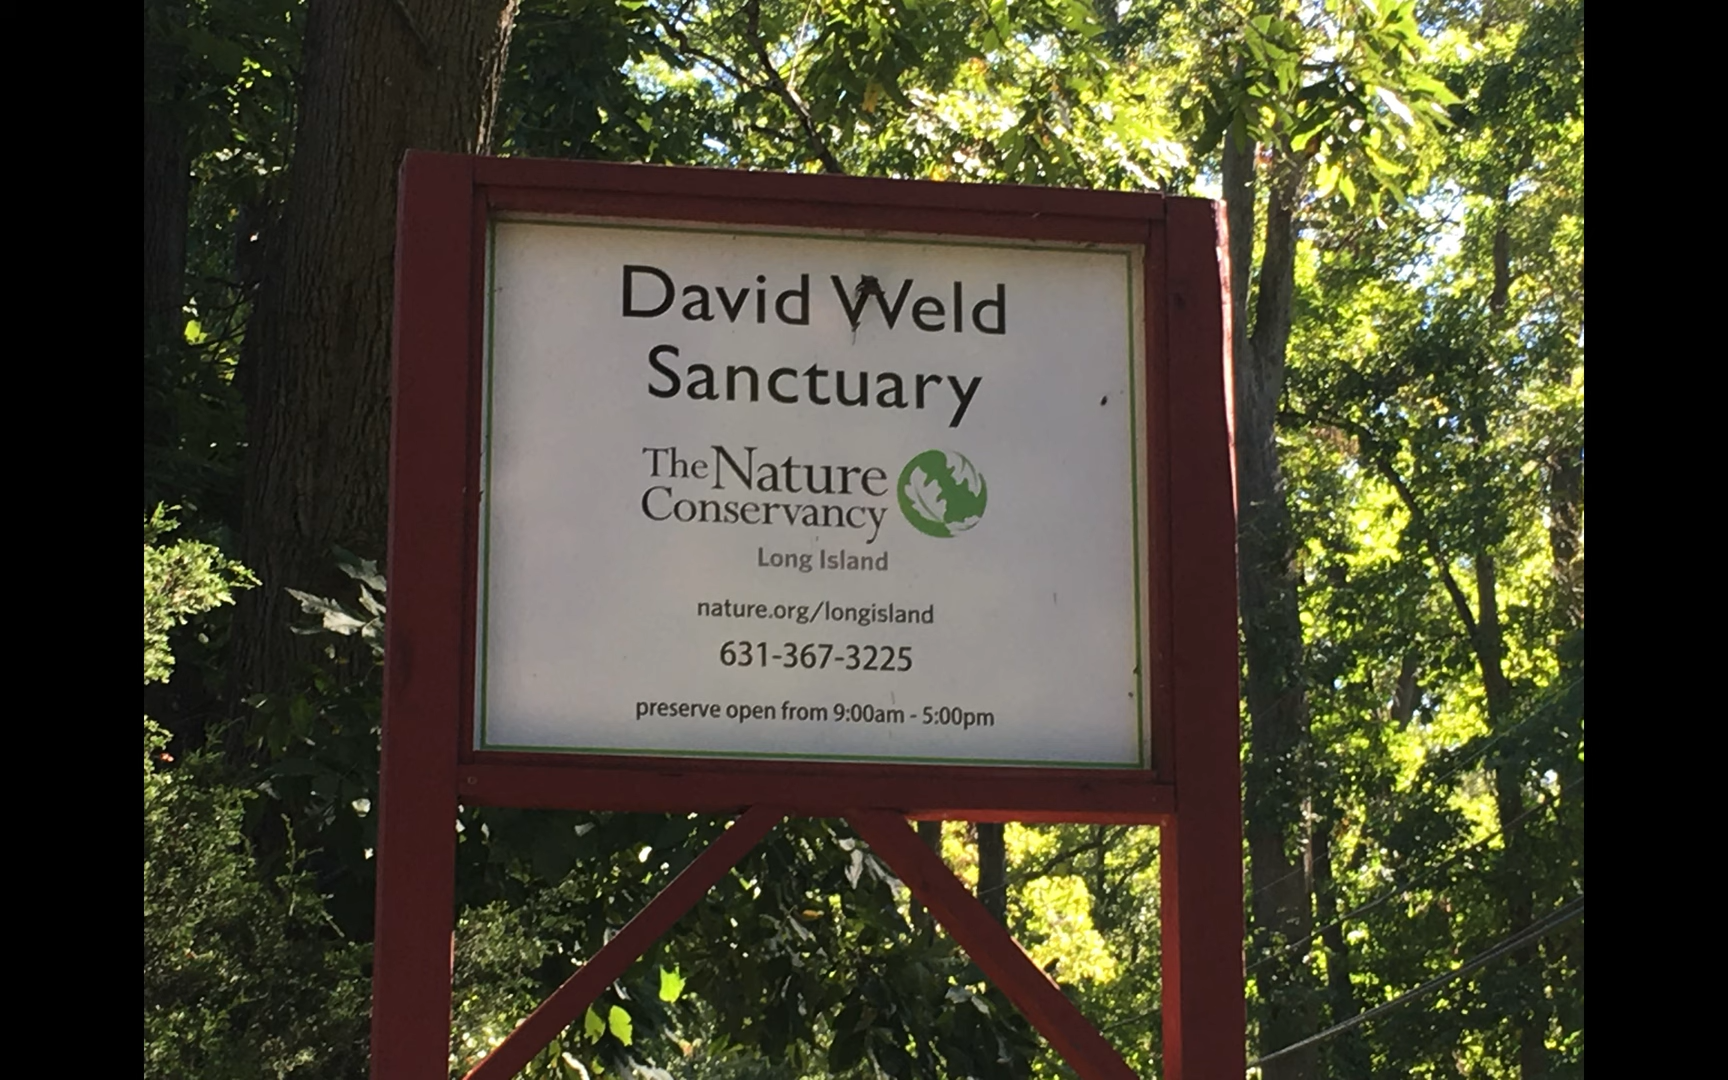 David Weld
Sanctuary
The Nature
Conservancy
Long Island
nature.org/longisland
631-367-3225
preserve open from 9:00am - 5:00pm